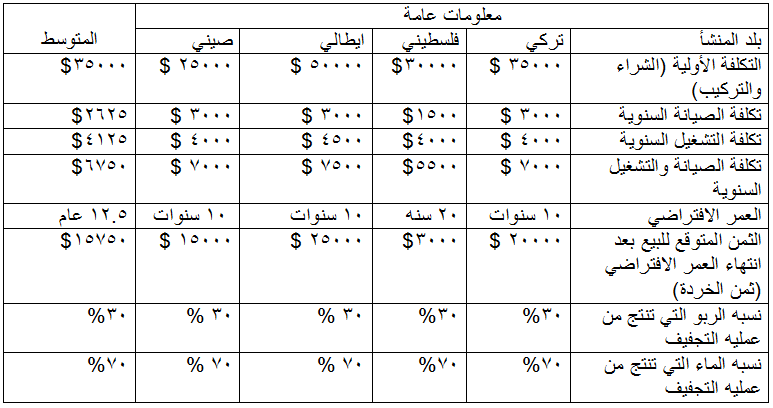 معلومات عامة
بلد المنشأ تركي فلسطيني ايطالي صيني المتوسط
التكلفة الأولية (الشراء والتركيب) ٣٥٠٠٠ $ ٣٠٠٠٠$ ٥٠٠٠٠ $ ٢٥٠٠٠ $ ٣٥٠٠٠$
تكلفة الصيانة السنوية ٣٠٠٠ $ ١٥٠٠$ ٣٠٠٠ $ ٣٠٠٠ $ ٢٦٢٥$
تكلفة التشغيل السنوية ٤٠٠٠ $ ٤٠٠٠$ ٤٥٠٠ $ ٤٠٠٠ $ ٤١٢٥$
تكلفة الصيانة والتشغيل السنوية ٧٠٠٠ $ ٥٥٠٠$ ٧٥٠٠ $ ٧٠٠٠ $ ٦٧٥٠$
العمر الافتراضي ١٠ سنوات ٢٠ سنه ١٠ سنوات ١٠ سنوات ١٢.٥ عام
الثمن المتوقع للبيع بعد انتهاء العمر الافتراضي (ثمن الخردة) ٢٠٠٠٠ $ ٣٠٠٠$ ٢٥٠٠٠ $ ١٥٠٠٠ $ ١٥٧٥٠$
نسبه الربو التي تنتج من عمليه التجفيف ٣٠% ٣٠% ٣٠ % ٣٠ % ٣٠%
نسبه الماء التي تنتج من عمليه التجفيف ٧٠% ٧٠% ٧٠ % ٧٠ % ٧٠%